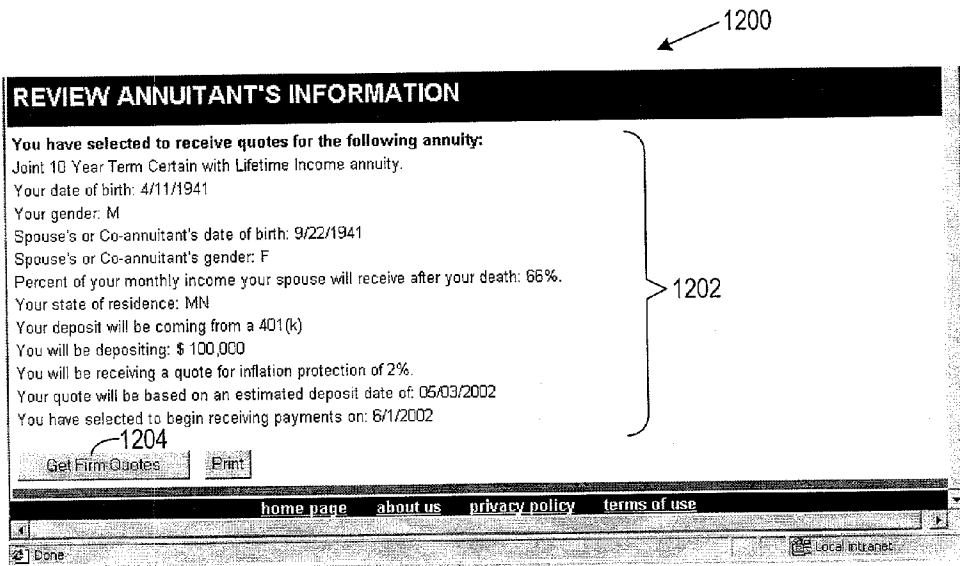 1200
REVIEW ANNUITANT'S INFORMATION
You have selected to receive quotes for the following annuity:
Joint 10 Year Term Certain with Lifetime Income annuity.
Your date of birth: 4/11/1941
Your gender: M
Spouse's or Co-annuitant's date of birth: 9/22/1941
Spouse's or Co-annuitant's gender: F
Percent of your monthly income your spouse will receive after your death: 66%.
Your state of residence: MN
Your deposit will be coming from a 401(k)
You will be depositing: $ 100,000
You will be receiving a quote for inflation protection of 2%.
Your quote will be based on an estimated deposit date of: 05/03/2002
You have selected to begin receiving payments on: 6/1/2002
1202
1204
Get Firm Quotes Print
home page about us privacy policy terms of use
Done Local intranet